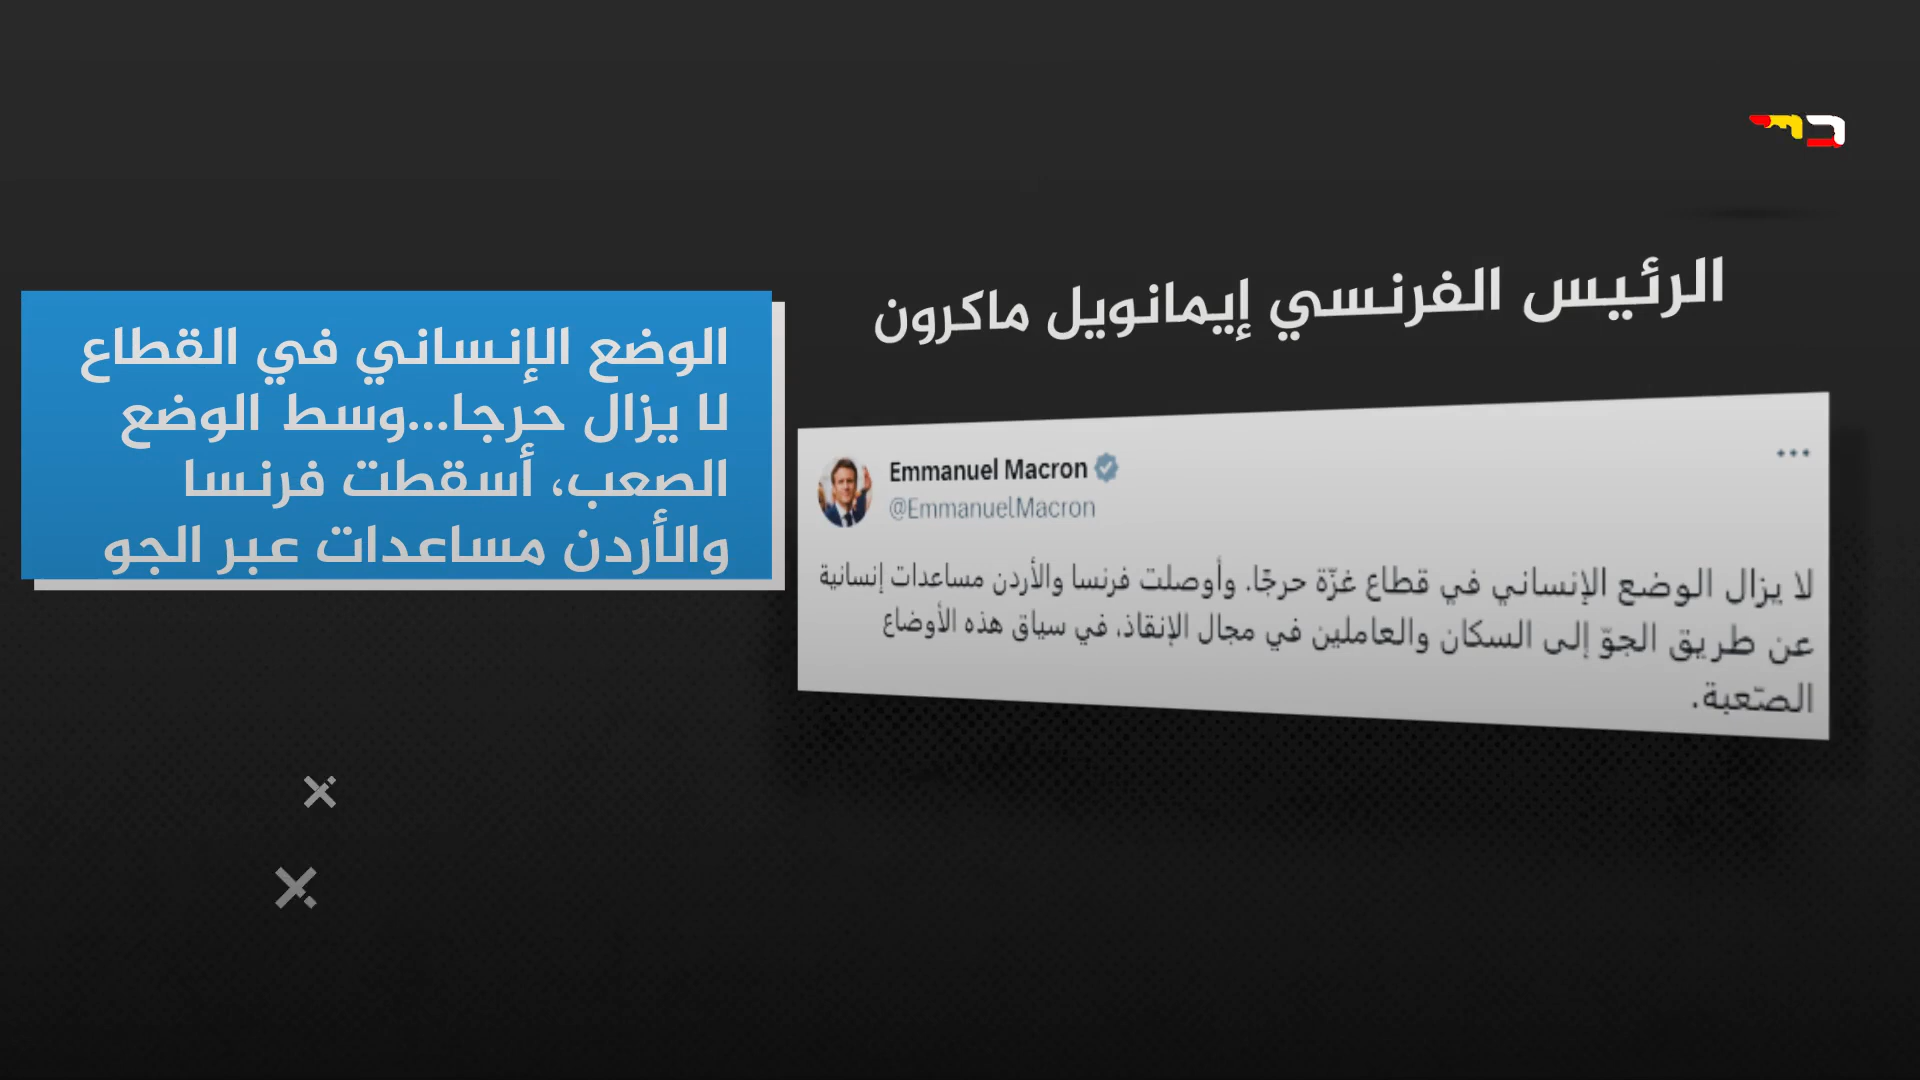 الرئيس الفرنسي إيمانويل ماكرون
Emmanuel Macron
@EmmanuelMacron
لا يزال الوضع الإنساني في قطاع غزّة حرجًا. وأوصلت فرنسا والأردن مساعدات إنسانية
عن طريق الجوّ إلى السكان والعاملين في مجال الإنقاذ، في سياق هذه الأوضاع
الصّعبة.
الوضع الإنساني في القطاع
لا يزال حرجا...وسط الوضع
الصعب، أسقطت فرنسا
والأردن مساعدات عبر الجو